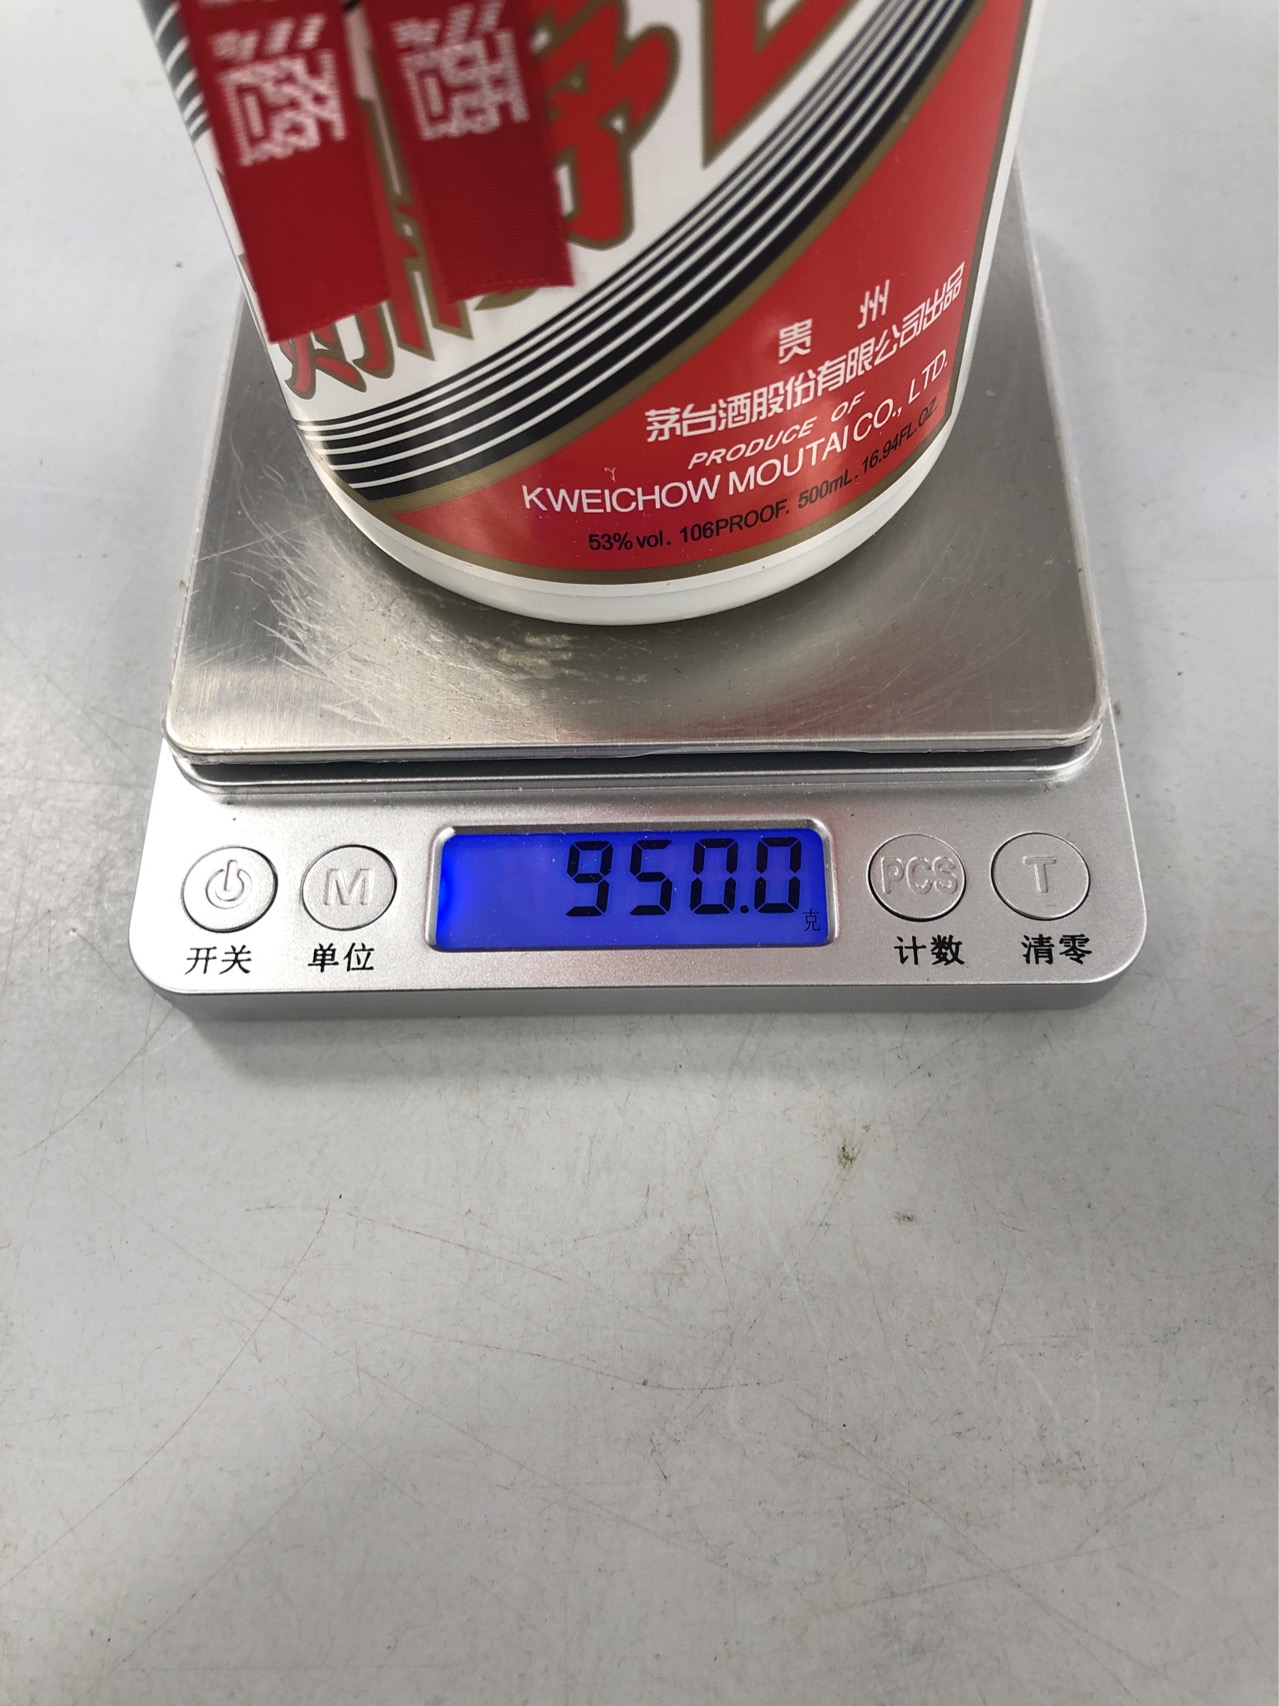 贵州
茅台酒股份有限公司出品
PRODUCE OF
KWEICHOW MOUTAI CO., LTD.
53% vol. 106PROOF. 500mL. 16.94FL.OZ.
950.0
克
M
PCS
T
开关
单位
计数
清零